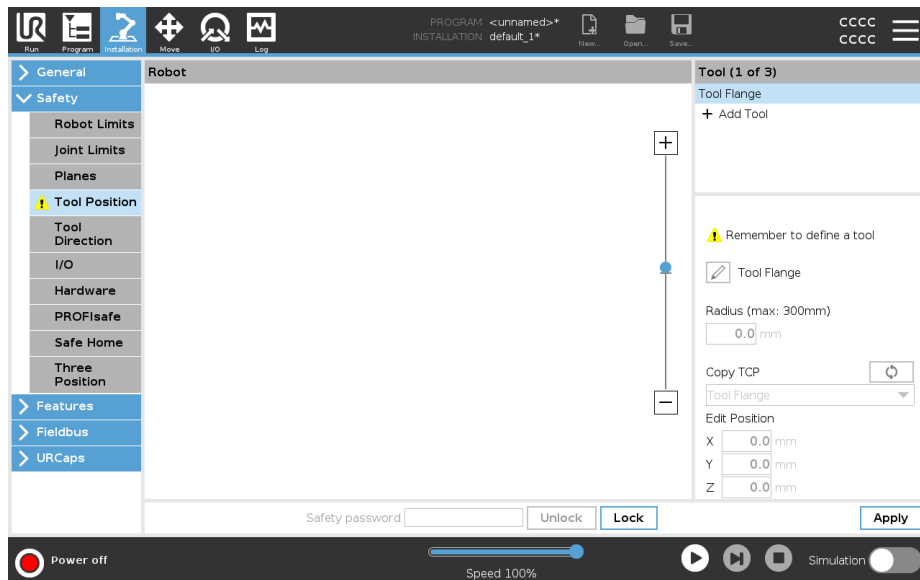 PROGRAM <unnamed>*
INSTALLATION default_1*
Run
Program
Installation
Move
I/O
Log
New...
Open...
Save...
CCCC
CCCC
General
Safety
Robot Limits
Joint Limits
Planes
Tool Position
Tool
Direction
I/O
Hardware
PROFIsafe
Safe Home
Three
Position
Features
Fieldbus
URCaps
Robot
Tool (1 of 3)
Tool Flange
+ Add Tool
Remember to define a tool
Tool Flange
Radius (max: 300mm)
0.0 mm
Copy TCP
Tool Flange
Edit Position
X 0.0 mm
Y 0.0 mm
Z 0.0 mm
Safety password
Unlock
Lock
Apply
Power off
Speed 100%
Simulation